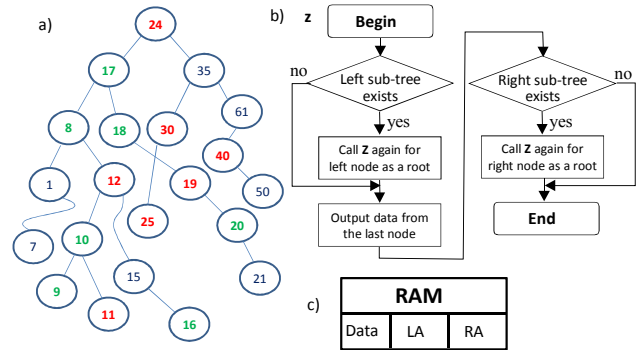 a)
24
17
35
8
18
30
61
1
12
19
40
50
7
10
25
20
9
11
15
16
21
b)
z
Begin
no
Left sub-tree
exists
yes
Call Z again for
left node as a root
Output data from
the last node
Right sub-tree
exists
no
yes
Call Z again for
right node as a root
End
c)
RAM
Data LA RA